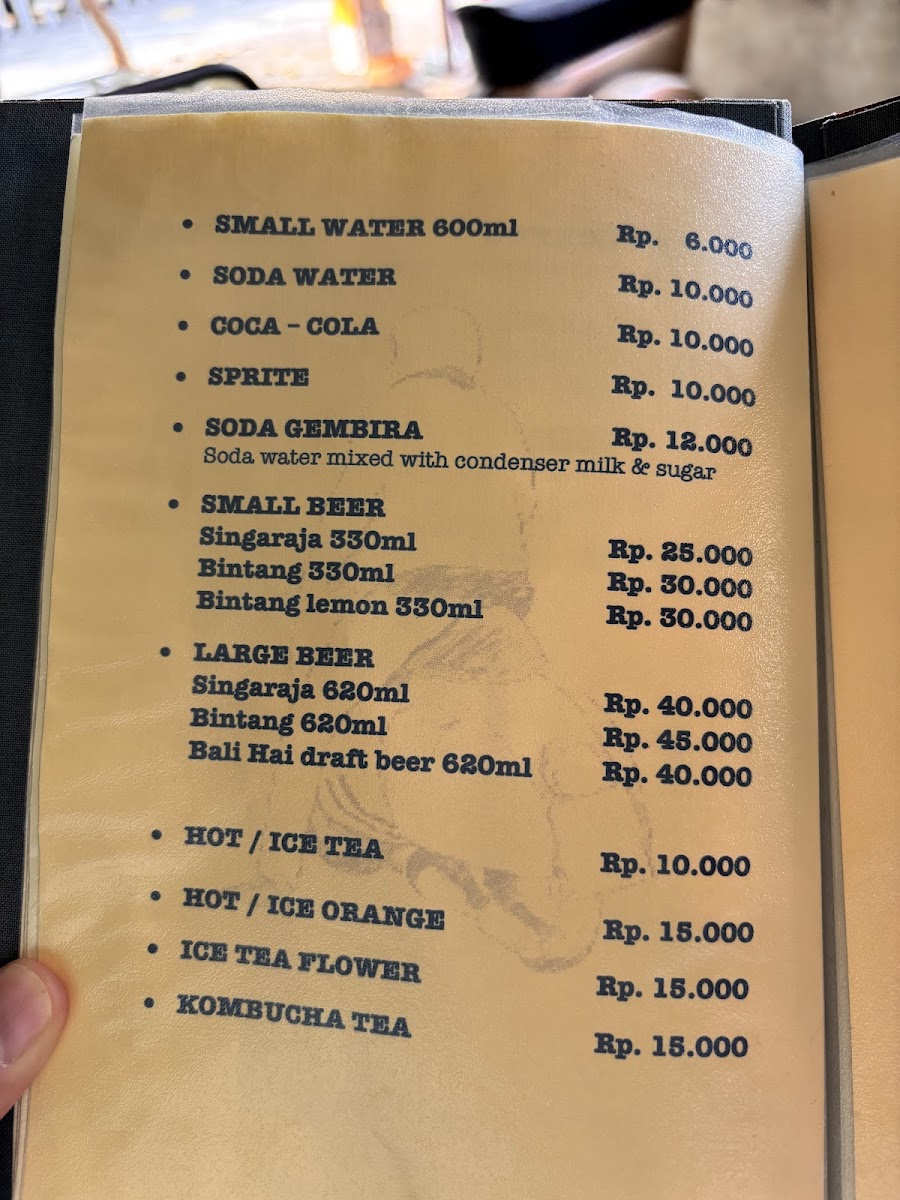 • SMALL WATER 600ml Rp. 6.000
• SODA WATER Rp. 10.000
• COCA – COLA Rp. 10.000
• SPRITE Rp. 10.000
• SODA GEMBIRA Rp. 12.000
Soda water mixed with condenser milk & sugar
• SMALL BEER
Singaraja 330ml Rp. 25.000
Bintang 330ml Rp. 30.000
Bintang lemon 330ml Rp. 30.000
• LARGE BEER
Singaraja 620ml Rp. 40.000
Bintang 620ml Rp. 45.000
Bali Hai draft beer 620ml Rp. 40.000
• HOT / ICE TEA Rp. 10.000
• HOT / ICE ORANGE Rp. 15.000
• ICE TEA FLOWER Rp. 15.000
• KOMBUCHA TEA Rp. 15.000